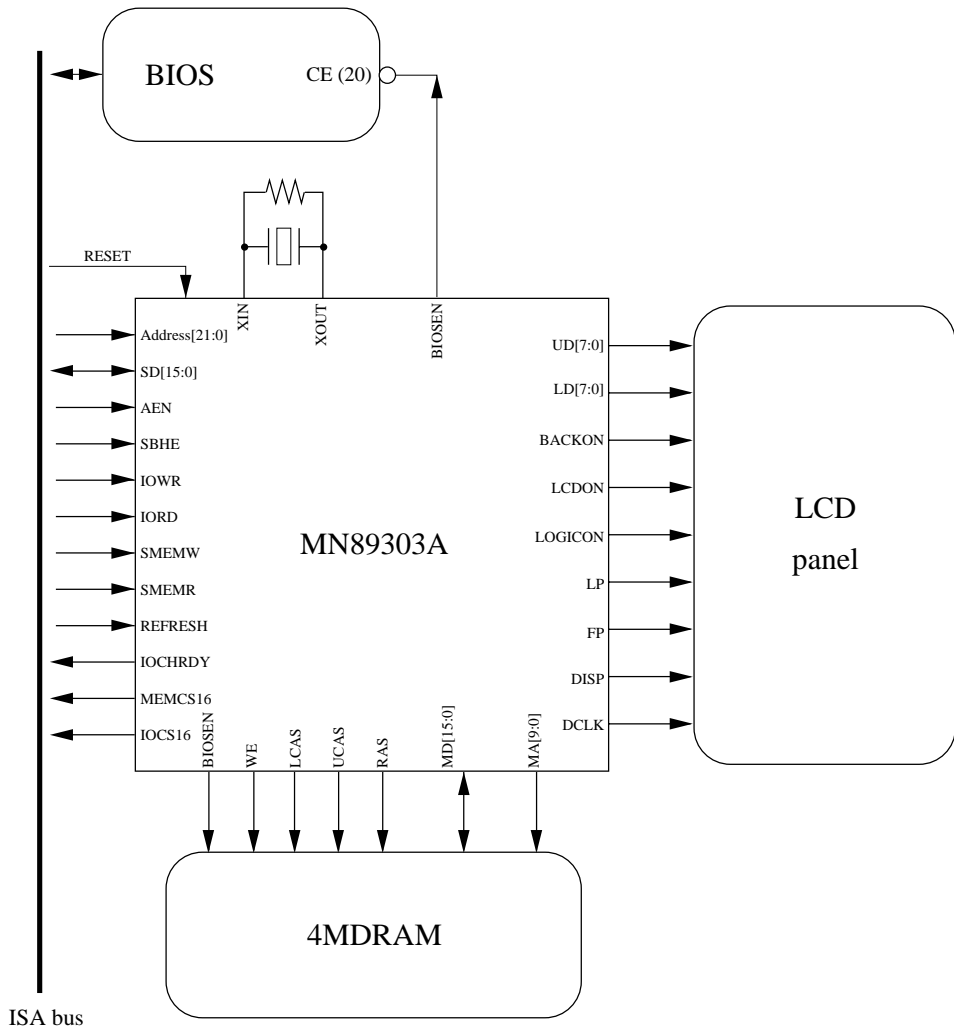 BIOS
CE (20)
RESET
XIN
XOUT
BIOSEN
Address[21:0]
SD[15:0]
AEN
SBHE
IOWR
IORD
SMEMW
SMEMR
REFRESH
IOCHRDY
MEMCS16
IOCS16
MN89303A
UD[7:0]
LD[7:0]
BACKON
LCDON
LOGICON
LP
FP
DISP
DCLK
LCD
panel
BIOSEN
WE
LCAS
UCAS
RAS
MD[15:0]
MA[9:0]
4MDRAM
ISA bus